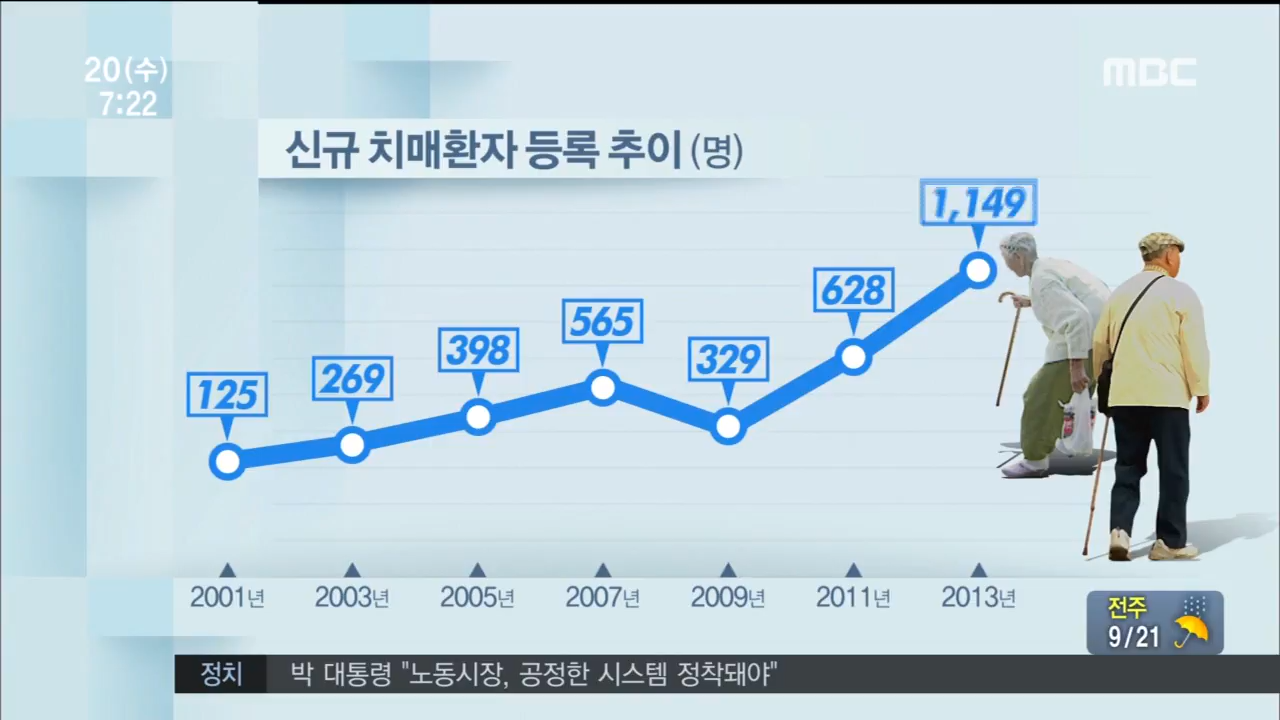 20(수)
7:22
MBC
신규 치매환자 등록 추이 (명)
125
269
398
565
329
628
1,149
2001년
2003년
2005년
2007년
2009년
2011년
2013년
전주
9/21
정치
박 대통령 "노동시장, 공정한 시스템 정착돼야"